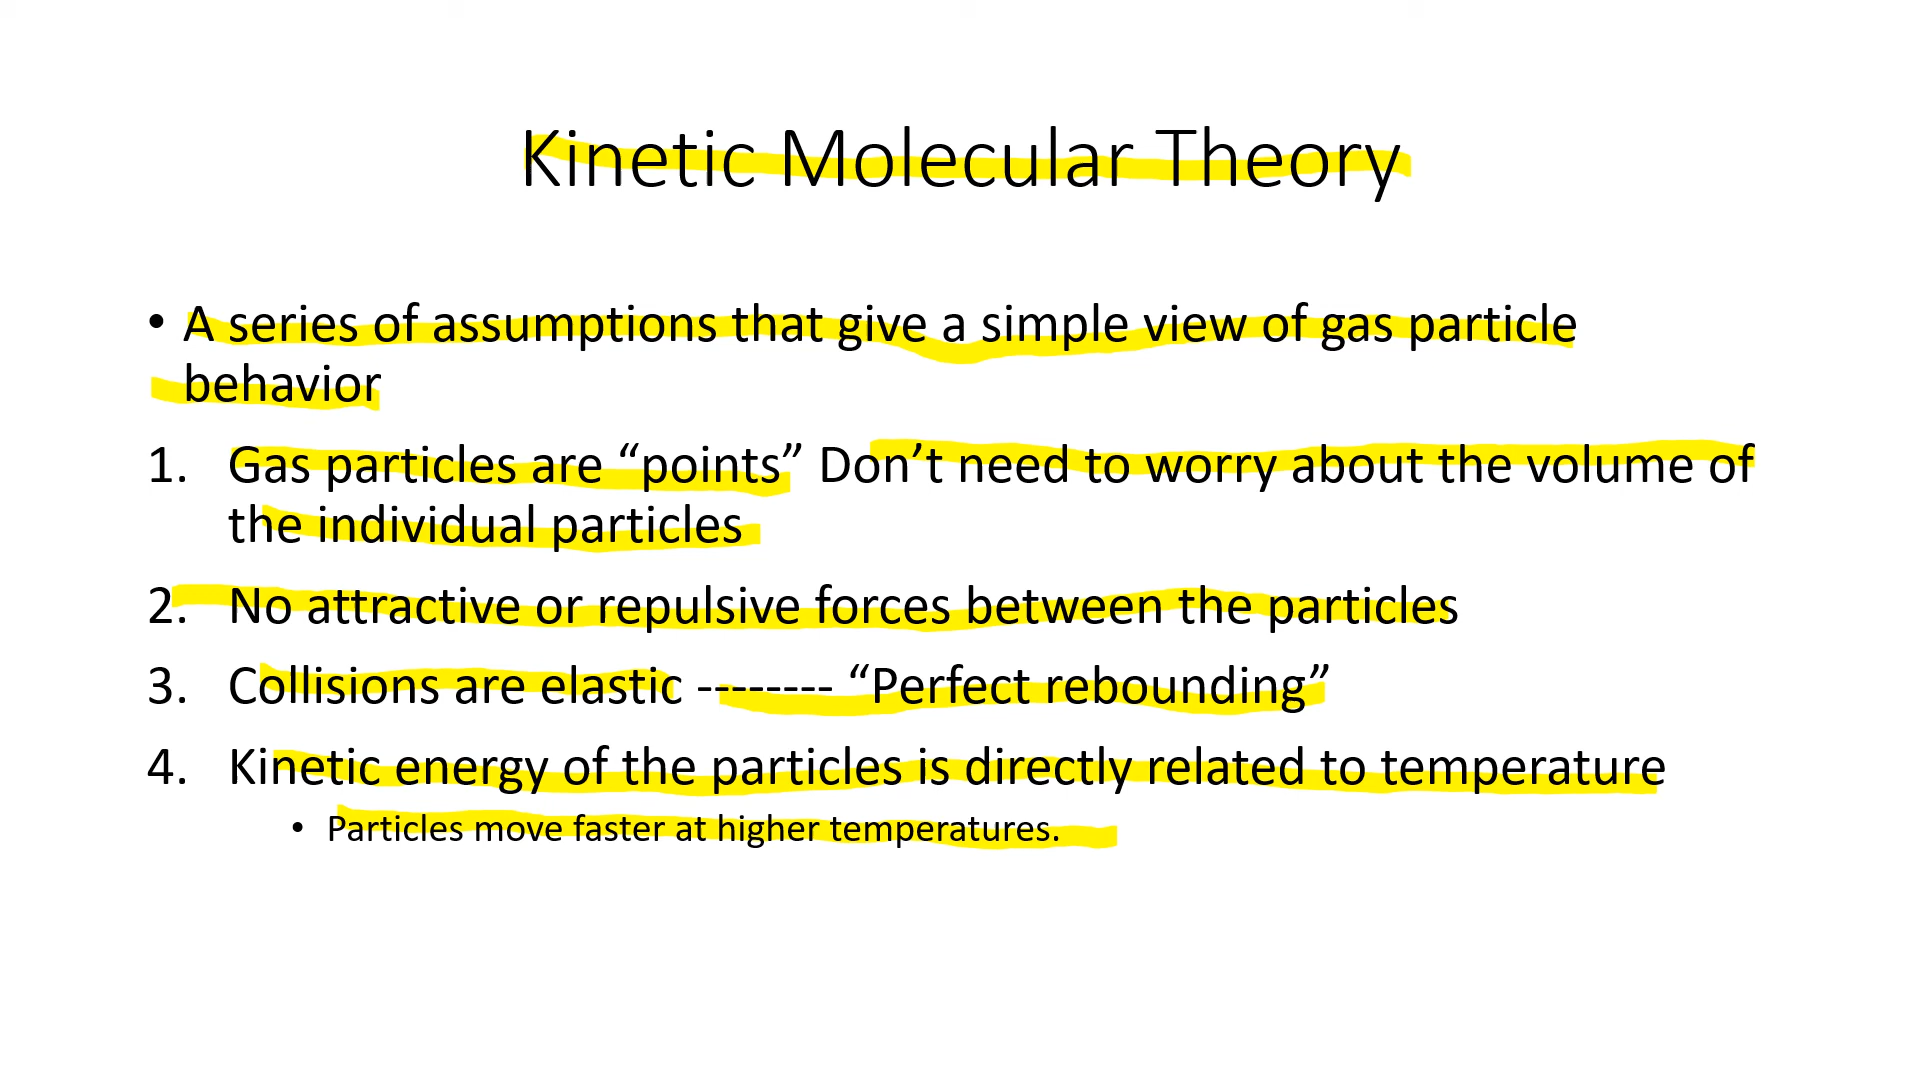 Kinetic Molecular Theory
• A series of assumptions that give a simple view of gas particle
behavior
1. Gas particles are “points” Don’t need to worry about the volume of
the individual particles
2. No attractive or repulsive forces between the particles
3. Collisions are elastic -------- “Perfect rebounding”
4. Kinetic energy of the particles is directly related to temperature
• Particles move faster at higher temperatures.